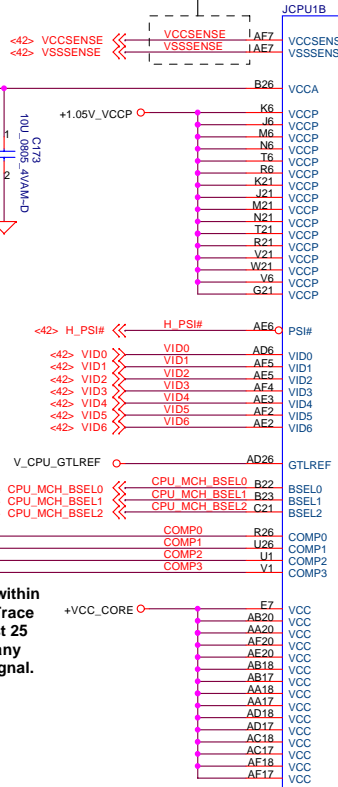 JCPU1B
<42> VCCSENSE VCCSENSE AF7 VCCSENS
<42> VSSSENSE VSSSENSE AE7 VSSSENS
B26 VCCA
+1.05V_VCCP K6 VCCP
J6 VCCP
M6 VCCP
N6 VCCP
T6 VCCP
R6 VCCP
K21 VCCP
J21 VCCP
M21 VCCP
N21 VCCP
T21 VCCP
R21 VCCP
V21 VCCP
W21 VCCP
V6 VCCP
G21 VCCP
1
C173
10U_0805_4VAM~D
2
<42> H_PSI# H_PSI# AE6 PSI#
<42> VID0 VID0 AD6 VID0
<42> VID1 VID1 AF5 VID1
<42> VID2 VID2 AE5 VID2
<42> VID3 VID3 AF4 VID3
<42> VID4 VID4 AE3 VID4
<42> VID5 VID5 AF2 VID5
<42> VID6 VID6 AE2 VID6
V_CPU_GTLREF AD26 GTLREF
CPU_MCH_BSEL0 CPU_MCH_BSEL0 B22 BSEL0
CPU_MCH_BSEL1 CPU_MCH_BSEL1 B23 BSEL1
CPU_MCH_BSEL2 CPU_MCH_BSEL2 C21 BSEL2
COMP0 R26 COMP0
COMP1 U26 COMP1
COMP2 U1 COMP2
COMP3 V1 COMP3
within
Trace
t 25
any
gnal.
+VCC_CORE E7 VCC
AB20 VCC
AA20 VCC
AF20 VCC
AE20 VCC
AB18 VCC
AB17 VCC
AA18 VCC
AA17 VCC
AD18 VCC
AD17 VCC
AC18 VCC
AC17 VCC
AF18 VCC
AF17 VCC